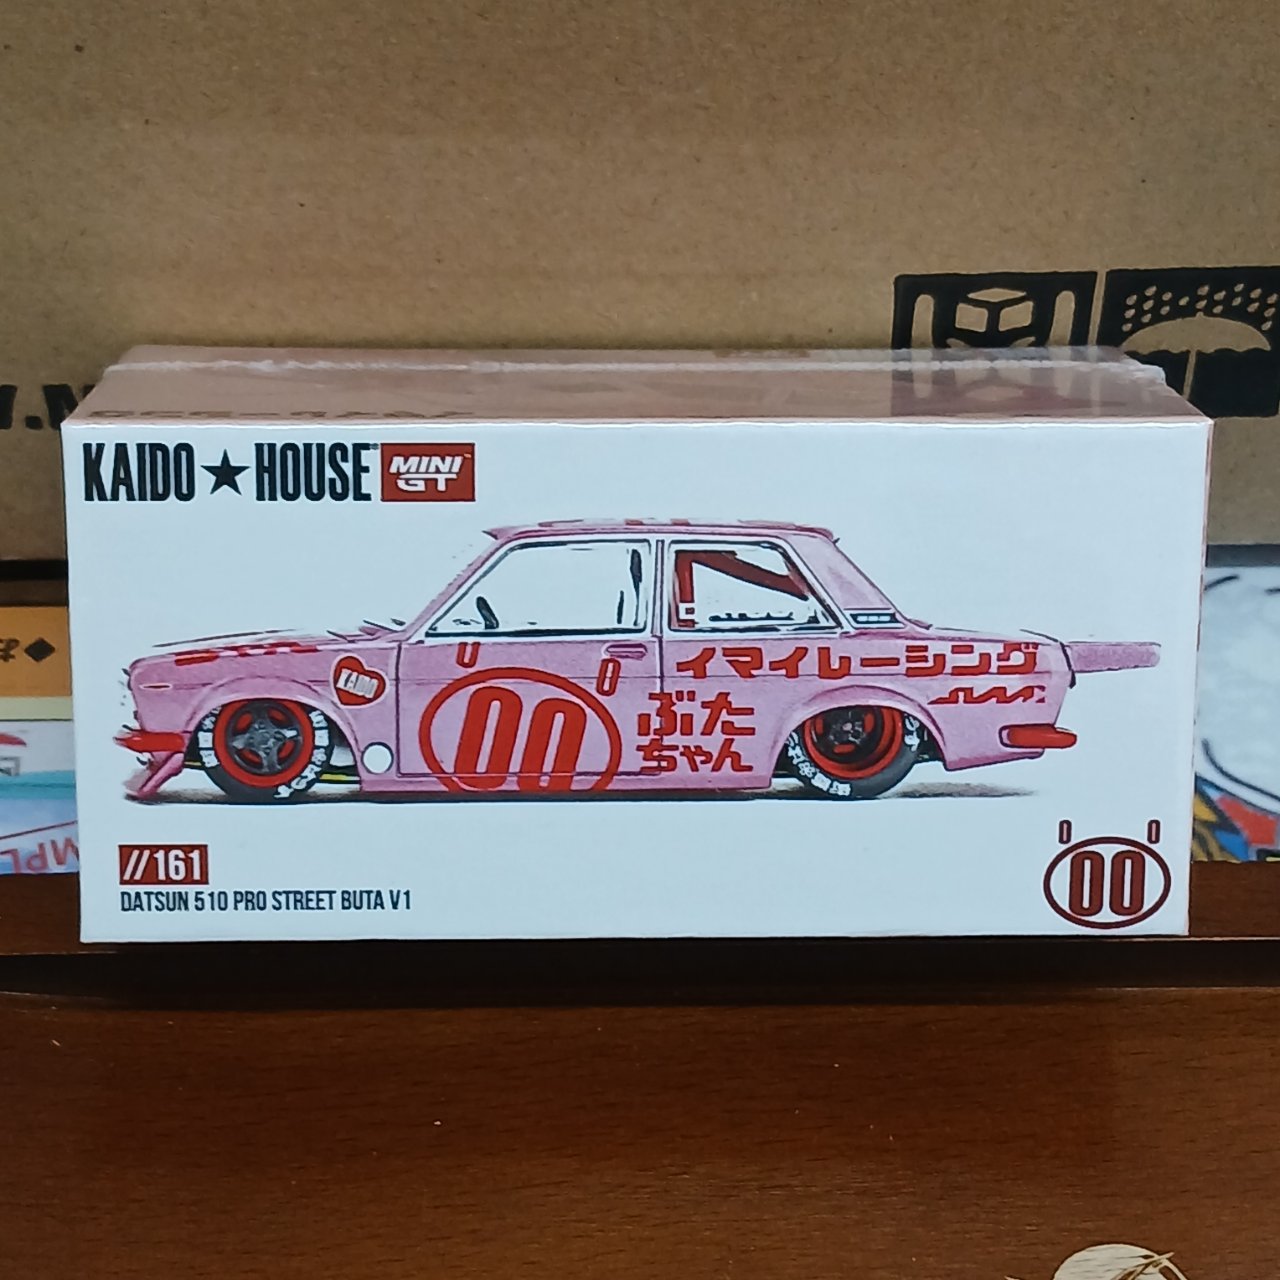 KAIDO★HOUSE
MINI GT
KAIDO
00
イマイレーシング
ぶた
ちゃん
//161
DATSUN 510 PRO STREET BUTA V1
00